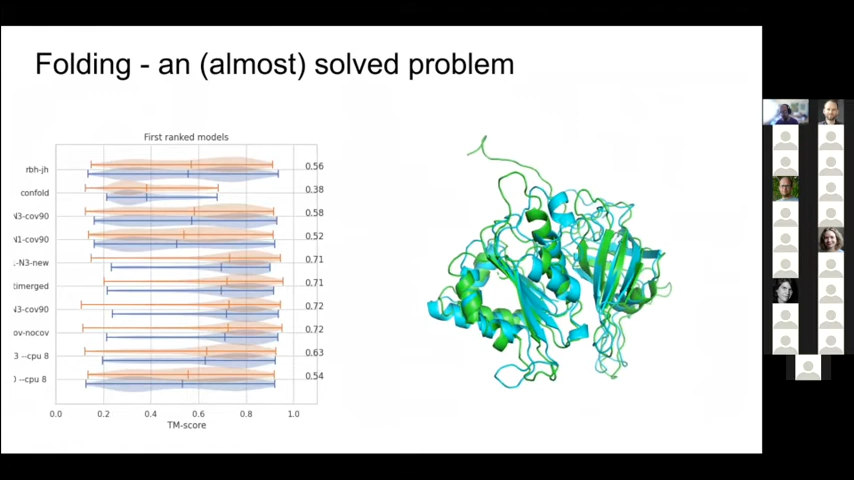 Folding - an (almost) solved problem
First ranked models
rbh-jh
0.56
confold
0.38
N3-cov90
0.58
N1-cov90
0.52
-N3-new
0.71
timerged
0.71
N3-cov90
0.72
ov-nocov
0.72
3 --cpu 8
0.63
0 --cpu 8
0.54
0.0 0.2 0.4 0.6 0.8 1.0
TM-score